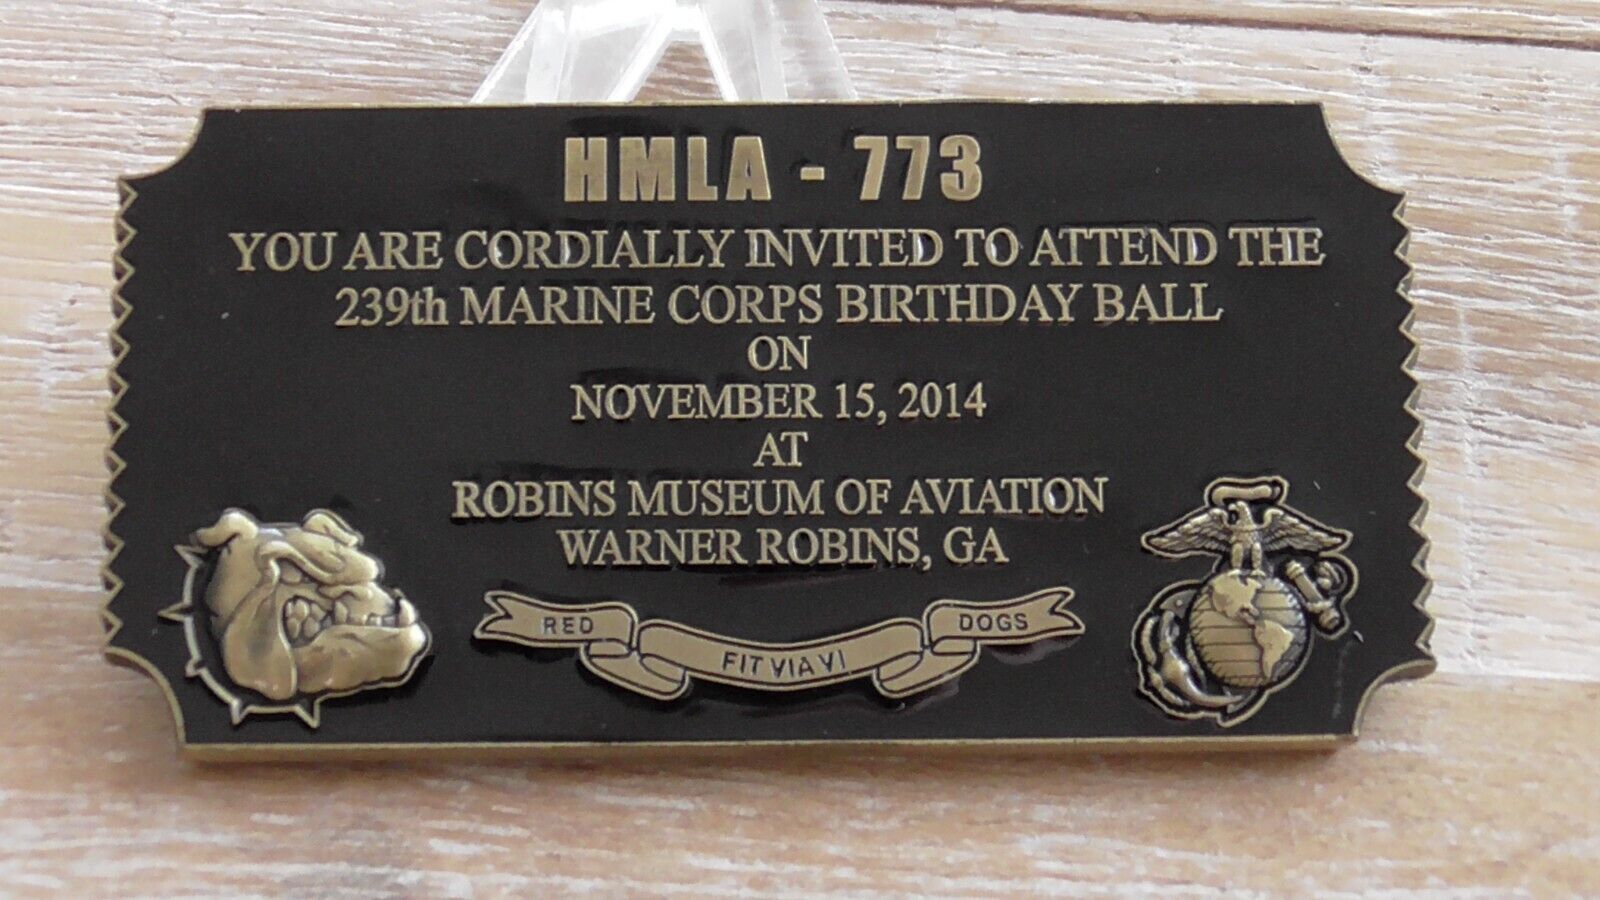 HMLA - 773
YOU ARE CORDIALLY INVITED TO ATTEND THE
239th MARINE CORPS BIRTHDAY BALL
ON
NOVEMBER 15, 2014
AT
ROBINS MUSEUM OF AVIATION
WARNER ROBINS, GA
RED DOGS
FIT VIA VI